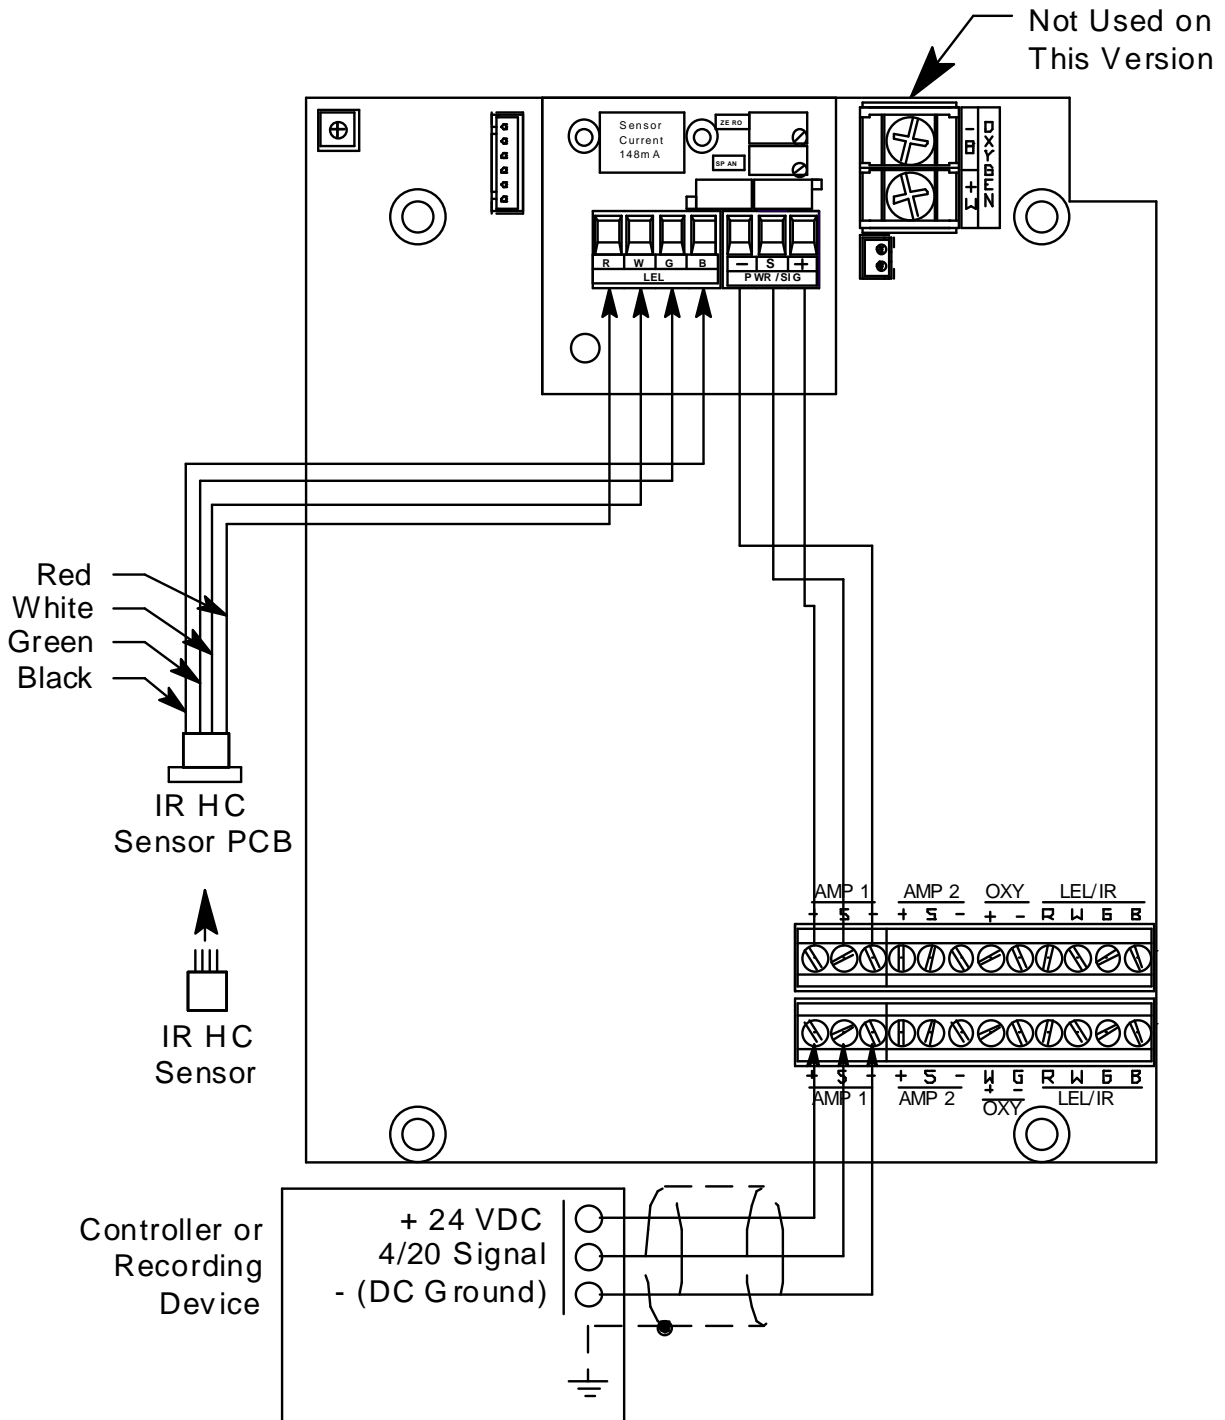 Not Used on
This Version
Sensor
Current
148mA
ZERO
SPAN
- B
+ W
OXYGEN
R W G B
LEL
- S +
PWR/SIG
Red
White
Green
Black
IR HC
Sensor PCB
IR HC
Sensor
AMP 1 AMP 2 OXY LEL/IR
- S - + S - + - R W G B
+ S - + S - W G R W G B
+ -
AMP 1 AMP 2 OXY LEL/IR
Controller or
Recording
Device
+ 24 VDC
4/20 Signal
- (DC Ground)